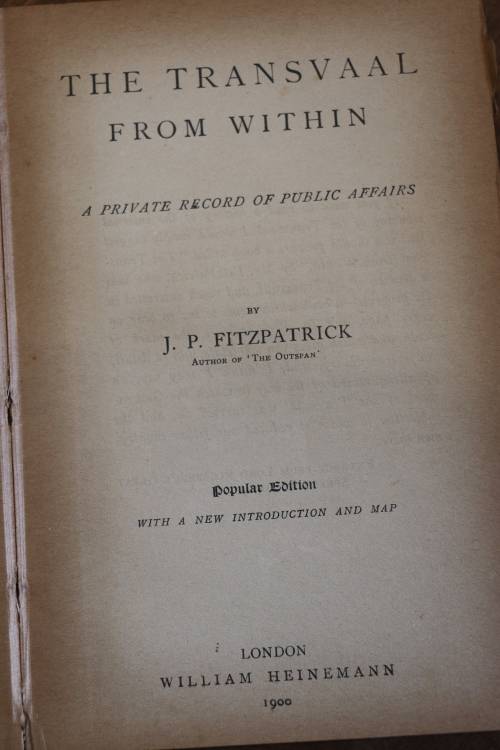 THE TRANSVAAL
FROM WITHIN
A PRIVATE RECORD OF PUBLIC AFFAIRS
BY
J. P. FITZPATRICK
AUTHOR OF 'THE OUTSPAN'
Popular Edition
WITH A NEW INTRODUCTION AND MAP
LONDON
WILLIAM HEINEMANN
1900